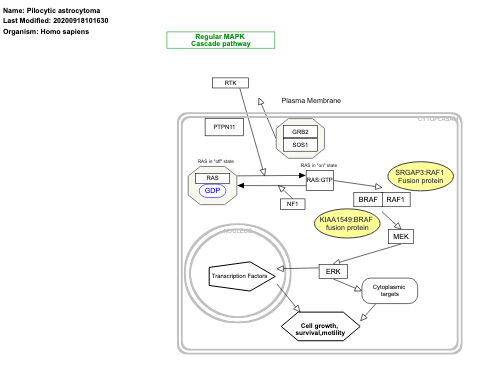 Name: Pilocytic astrocytoma
Last Modified: 20200918101630
Organism: Homo sapiens
Regular MAPK
Cascade pathway
RTK
Plasma Membrane
CYTOPLASM
PTPN11
GRB2
SOS1
RAS in "off" state
RAS in "on" state
RAS
GDP
RAS:GTP
SRGAP3:RAF1
Fusion protein
NF1
BRAF
RAF1
KIAA1549:BRAF
fusion protein
NUCLEUS
MEK
ERK
Transcription Factors
Cytoplasmic
targets
Cell growth,
survival,motility